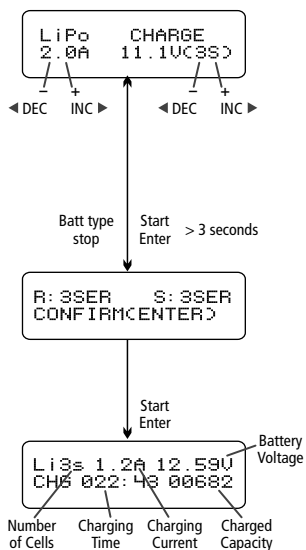 LiPo CHARGE
2.0A 11.1V(3S)
− + − +
◀ DEC INC ▶ ◀ DEC INC ▶
Batt type Start > 3 seconds
stop Enter
R: 3SER S: 3SER
CONFIRM(ENTER)
Start
Enter
Battery
Voltage
Li3s 1.2A 12.59V
CHG 022:43 00682
Number Charging Charging Charged
of Cells Time Current Capacity